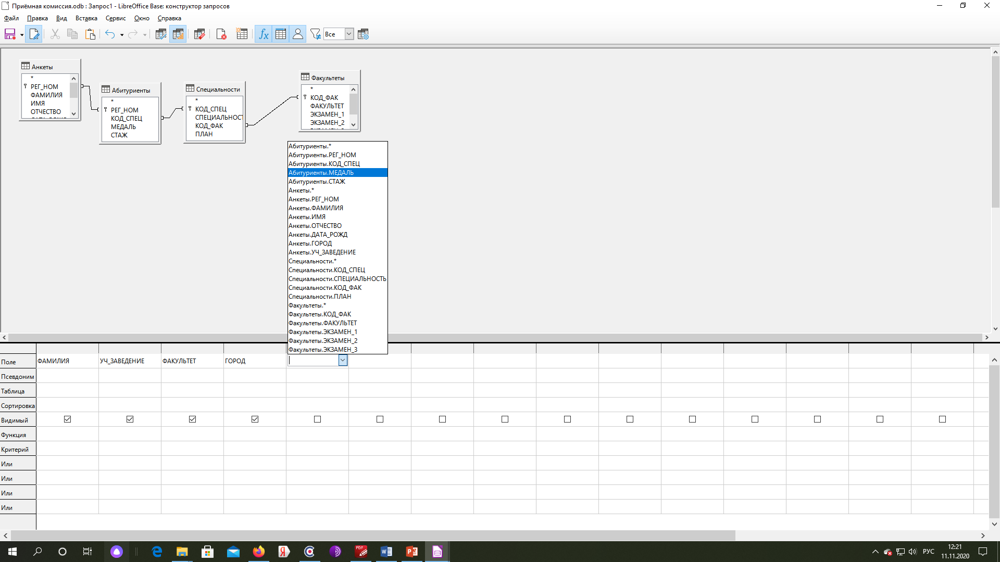 Приёмная комиссия.odb : Запрос1 - LibreOffice Base: конструктор запросов
Файл Правка Вид Вставка Сервис Окно Справка
Все
Анкеты
*
РЕГ_НОМ
ФАМИЛИЯ
ИМЯ
ОТЧЕСТВО
Абитуриенты
*
РЕГ_НОМ
КОД_СПЕЦ
МЕДАЛЬ
СТАЖ
Специальности
*
КОД_СПЕЦ
СПЕЦИАЛЬНОСТ
КОД_ФАК
ПЛАН
Факультеты
*
КОД_ФАК
ФАКУЛЬТЕТ
ЭКЗАМЕН_1
ЭКЗАМЕН_2
Абитуриенты.*
Абитуриенты.РЕГ_НОМ
Абитуриенты.КОД_СПЕЦ
Абитуриенты.МЕДАЛЬ
Абитуриенты.СТАЖ
Анкеты.*
Анкеты.РЕГ_НОМ
Анкеты.ФАМИЛИЯ
Анкеты.ИМЯ
Анкеты.ОТЧЕСТВО
Анкеты.ДАТА_РОЖД
Анкеты.ГОРОД
Анкеты.УЧ_ЗАВЕДЕНИЕ
Специальности.*
Специальности.КОД_СПЕЦ
Специальности.СПЕЦИАЛЬНОСТЬ
Специальности.КОД_ФАК
Специальности.ПЛАН
Факультеты.*
Факультеты.КОД_ФАК
Факультеты.ФАКУЛЬТЕТ
Факультеты.ЭКЗАМЕН_1
Факультеты.ЭКЗАМЕН_2
Факультеты.ЭКЗАМЕН_3
Поле ФАМИЛИЯ УЧ_ЗАВЕДЕНИЕ ФАКУЛЬТЕТ ГОРОД
Псевдоним
Таблица
Сортировка
Видимый
Функция
Критерий
Или
Или
Или
Или
РУС
12:21
11.11.2020